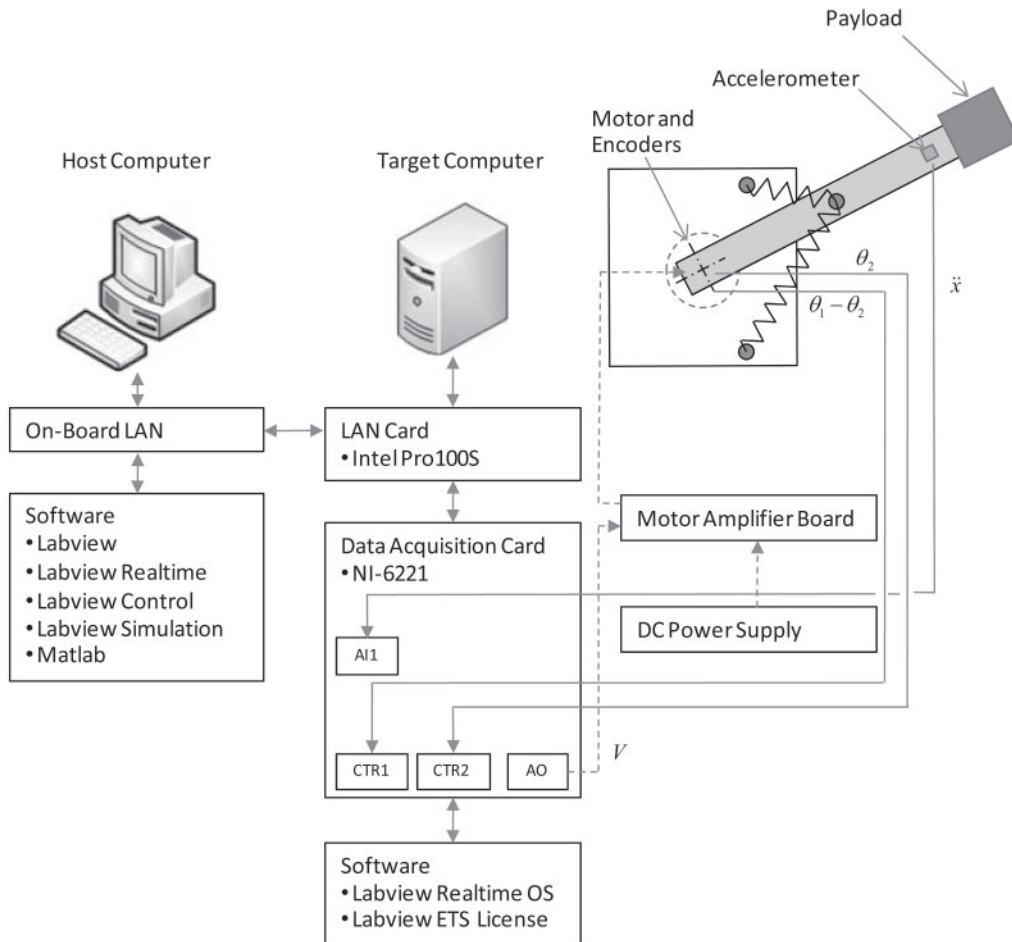 Payload
Accelerometer
Motor and
Encoders
Host Computer
Target Computer
θ₂
θ₁ − θ₂
ẍ
On-Board LAN
LAN Card
• Intel Pro100S
Software
• Labview
• Labview Realtime
• Labview Control
• Labview Simulation
• Matlab
Data Acquisition Card
• NI-6221
Motor Amplifier Board
DC Power Supply
AI1
CTR1
CTR2
AO
V
Software
• Labview Realtime OS
• Labview ETS License